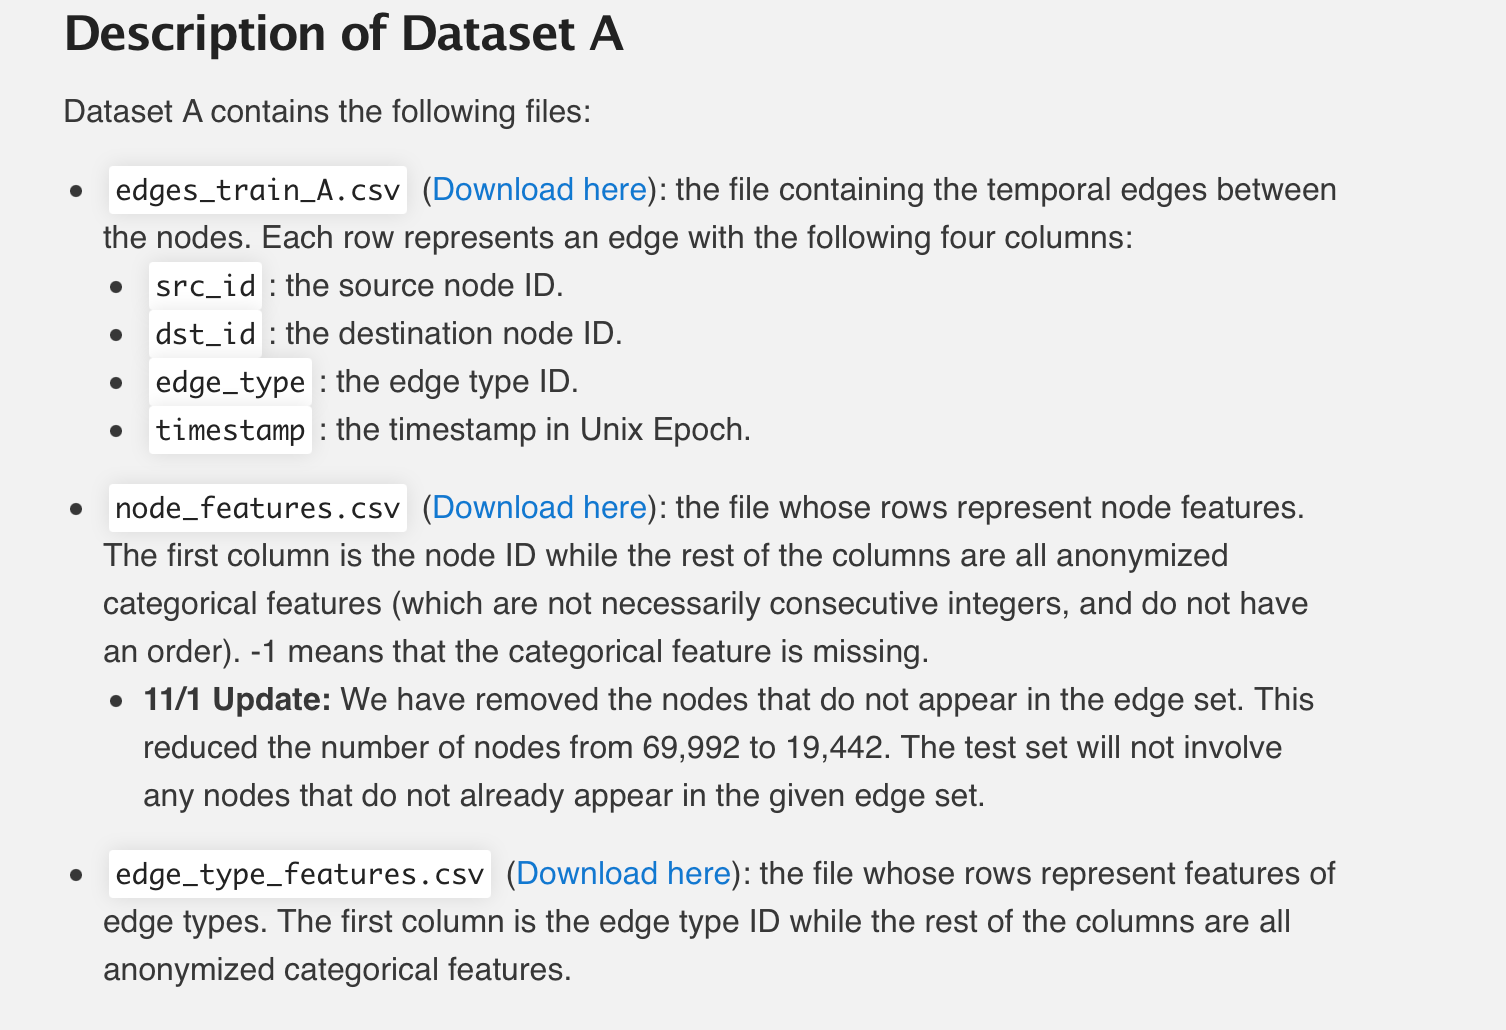 Description of Dataset A
Dataset A contains the following files:
edges_train_A.csv (Download here): the file containing the temporal edges between
the nodes. Each row represents an edge with the following four columns:
src_id : the source node ID.
dst_id : the destination node ID.
edge_type : the edge type ID.
timestamp : the timestamp in Unix Epoch.
node_features.csv (Download here): the file whose rows represent node features.
The first column is the node ID while the rest of the columns are all anonymized
categorical features (which are not necessarily consecutive integers, and do not have
an order). -1 means that the categorical feature is missing.
11/1 Update: We have removed the nodes that do not appear in the edge set. This
reduced the number of nodes from 69,992 to 19,442. The test set will not involve
any nodes that do not already appear in the given edge set.
edge_type_features.csv (Download here): the file whose rows represent features of
edge types. The first column is the edge type ID while the rest of the columns are all
anonymized categorical features.